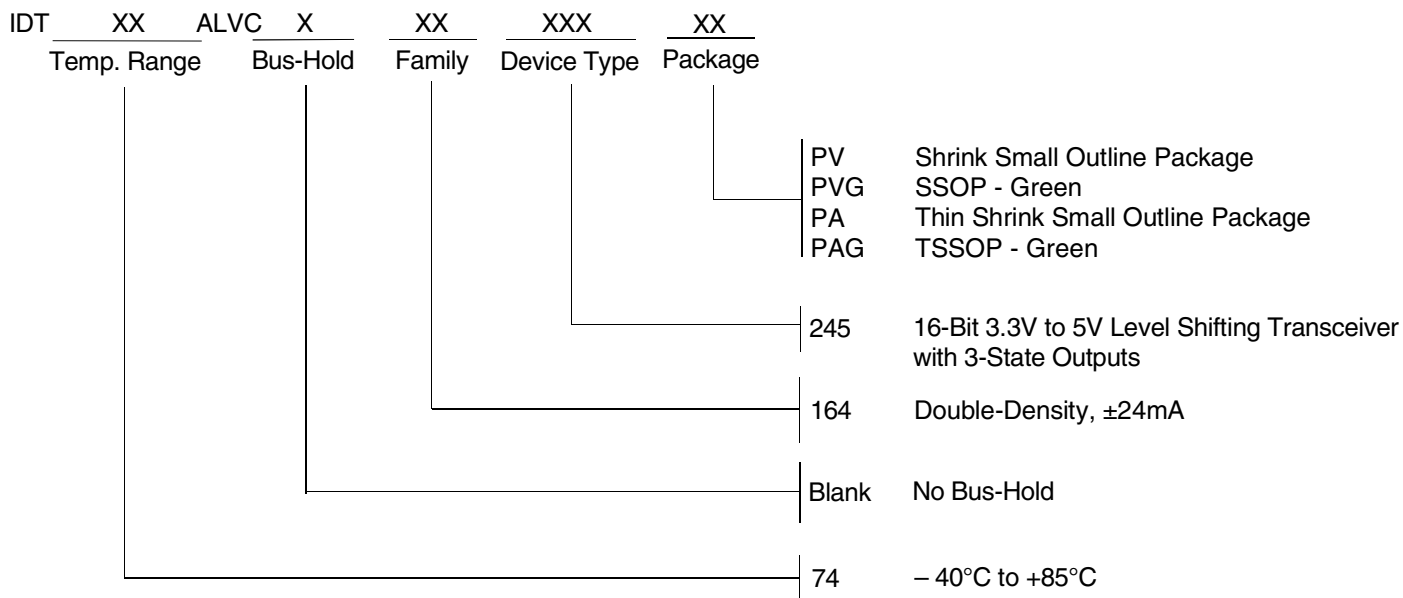 IDT XX ALVC X XX XXX XX
Temp. Range Bus-Hold Family Device Type Package
PV Shrink Small Outline Package
PVG SSOP - Green
PA Thin Shrink Small Outline Package
PAG TSSOP - Green
245 16-Bit 3.3V to 5V Level Shifting Transceiver
with 3-State Outputs
164 Double-Density, ±24mA
Blank No Bus-Hold
74 – 40°C to +85°C